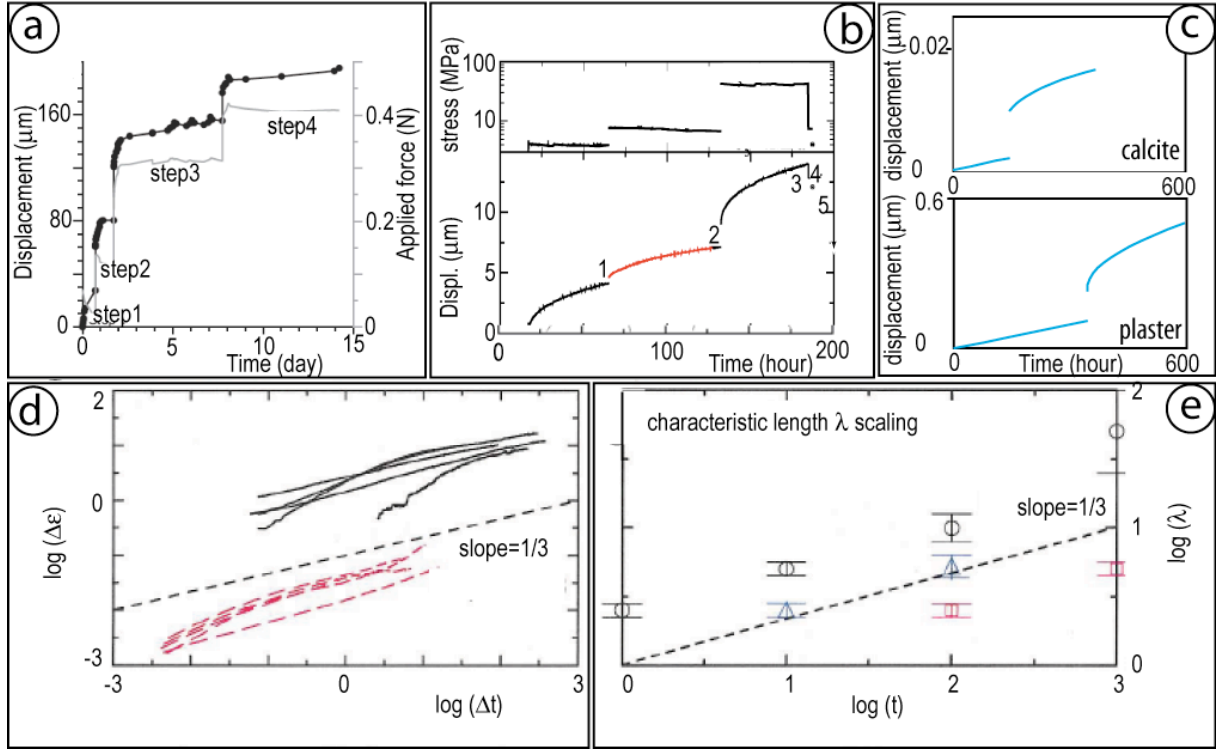 a
Displacement (μm)
160
80
0
step1
step2
step3
step4
0.4
0.2
0
Applied force (N)
0
5
10
15
Time (day)
b
stress (MPa)
100
10
Displ. (μm)
10
5
0
1
2
3
4
5
0
100
200
Time (hour)
c
displacement (μm)
-0.02
0
calcite
0
600
displacement (μm)
0.6
0
plaster
0
Time (hour)
600
d
log (Δε)
2
0
-3
slope=1/3
-3
0
3
log (Δt)
e
characteristic length λ scaling
slope=1/3
2
1
0
log (λ)
0
1
2
3
log (t)